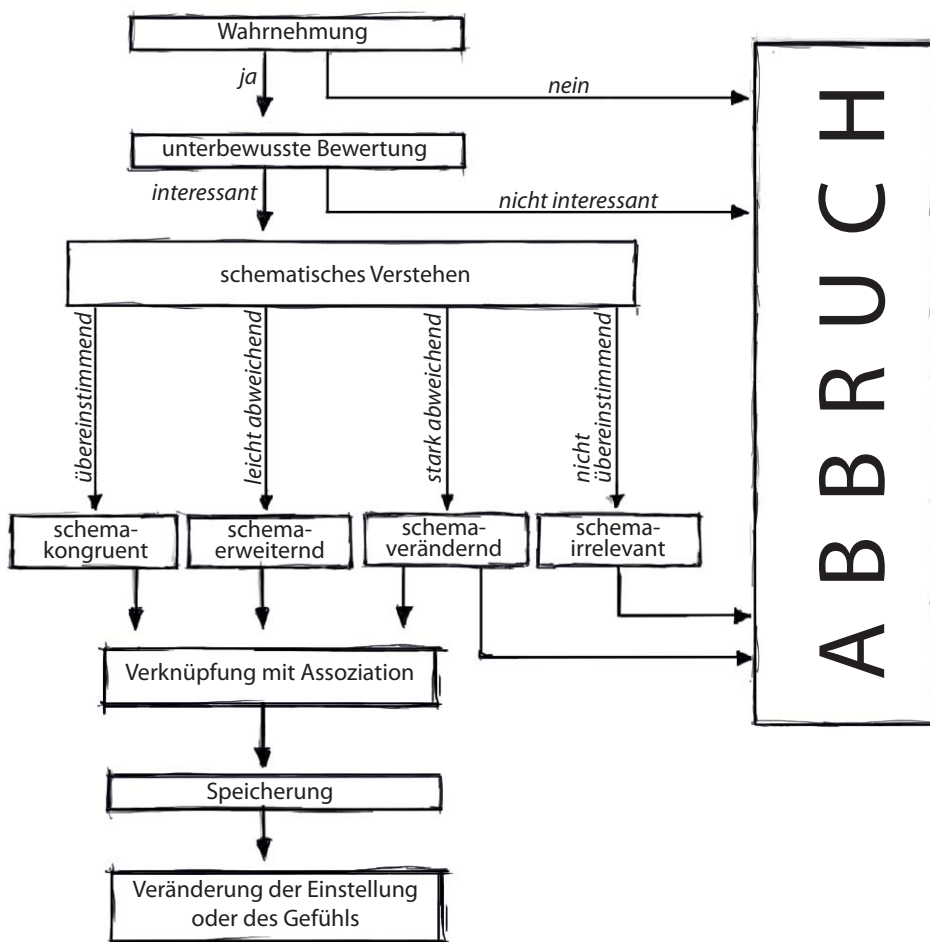 Wahrnehmung
ja
nein
unterbewusste Bewertung
interessant
nicht interessant
schematisches Verstehen
übereinstimmend
leicht abweichend
stark abweichend
nicht
übereinstimmend
schema-
kongruent
schema-
erweiternd
schema-
verändernd
schema-
irrelevant
Verknüpfung mit Assoziation
Speicherung
Veränderung der Einstellung
oder des Gefühls
ABBRUCH